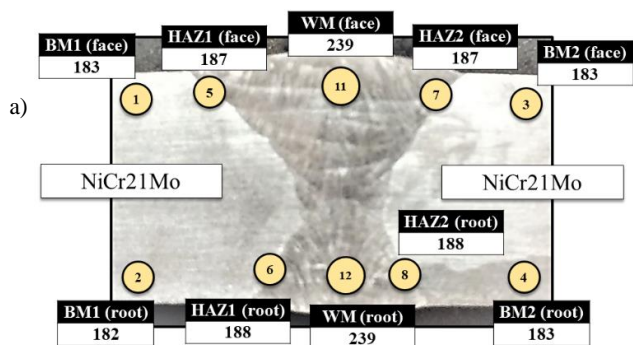 WM (face)
239
HAZ1 (face)
187
HAZ2 (face)
187
BM1 (face)
183
BM2 (face)
183
a)
1
5
11
7
3
NiCr21Mo
NiCr21Mo
HAZ2 (root)
188
2
6
12
8
4
BM1 (root)
182
HAZ1 (root)
188
WM (root)
239
BM2 (root)
183